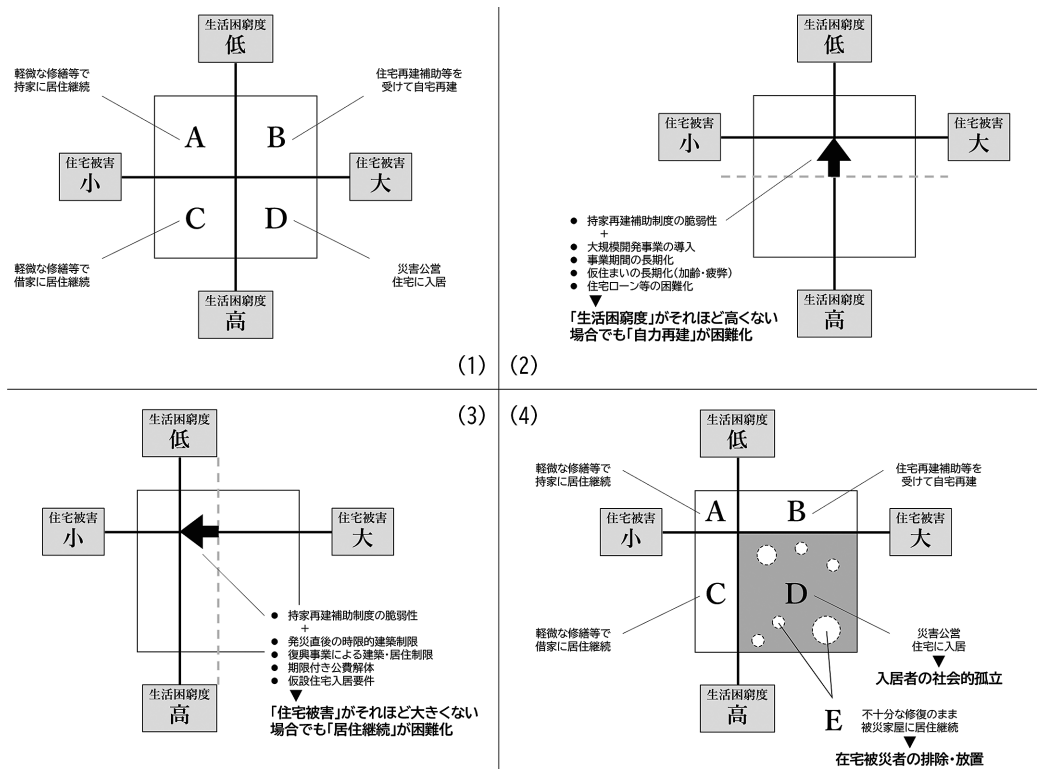 生活困窮度
低
軽微な修繕等で
持家に居住継続
住宅再建補助等を
受けて自宅再建
A
B
住宅被害
小
住宅被害
大
C
D
軽微な修繕等で
借家に居住継続
災害公営
住宅に入居
生活困窮度
高
(1)
生活困窮度
低
住宅被害
小
住宅被害
大
● 持家再建補助制度の脆弱性
+
● 大規模開発事業の導入
● 事業期間の長期化
● 仮住まいの長期化(加齢・疲弊)
● 住宅ローン等の困難化
▼
「生活困窮度」がそれほど高くない
場合でも「自力再建」が困難化
生活困窮度
高
(2)
(3)
生活困窮度
低
住宅被害
小
住宅被害
大
● 持家再建補助制度の脆弱性
+
● 発災直後の時限的建築制限
● 復興事業による建築・居住制限
● 期限付き公費解体
● 仮設住宅入居要件
▼
「住宅被害」がそれほど大きくない
場合でも「居住継続」が困難化
生活困窮度
高
(4)
生活困窮度
低
軽微な修繕等で
持家に居住継続
住宅再建補助等を
受けて自宅再建
A
B
住宅被害
小
住宅被害
大
C
D
軽微な修繕等で
借家に居住継続
災害公営
住宅に入居
▼
入居者の社会的孤立
生活困窮度
高
E
不十分な修復のまま
被災家屋に居住継続
▼
在宅被災者の排除・放置